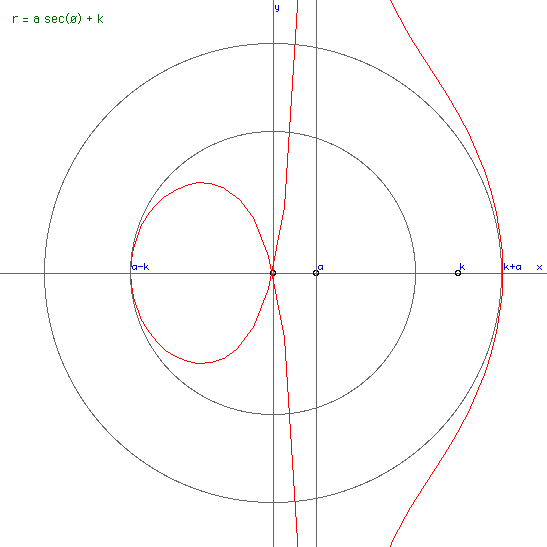 y
r = a sec(ø) + k
a-k
a
k
k+a
x